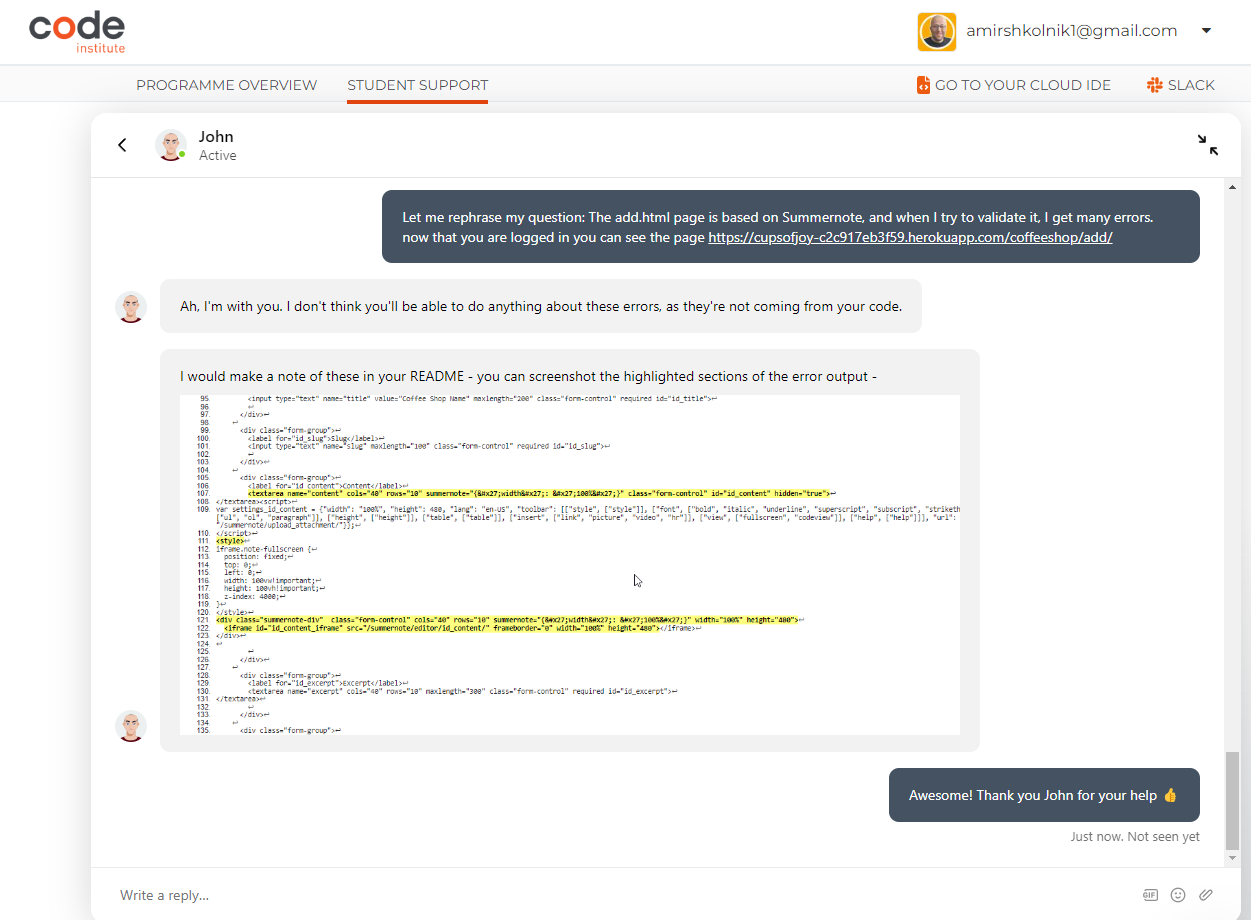 code
institute
amirshkolnik1@gmail.com
PROGRAMME OVERVIEW
STUDENT SUPPORT
GO TO YOUR CLOUD IDE
SLACK
John
Active
Let me rephrase my question: The add.html page is based on Summernote, and when I try to validate it, I get many errors.
now that you are logged in you can see the page https://cupsofjoy-c2c917eb3f59.herokuapp.com/coffeeshop/add/
Ah, I'm with you. I don't think you'll be able to do anything about these errors, as they're not coming from your code.
I would make a note of these in your README - you can screenshot the highlighted sections of the error output -
95. <input type="text" name="title" value="Coffee Shop Name" maxlength="200" class="form-control" required id="id_title">↩
96. ↩
97. </div>↩
98. ↩
99. <div class="form-group">↩
100. <label for="id_slug">Slug</label>↩
101. <input type="text" name="slug" maxlength="100" class="form-control" required id="id_slug">↩
102. ↩
103. </div>↩
104. ↩
105. <div class="form-group">↩
106. <label for="id_content">Content</label>↩
107. <textarea name="content" cols="40" rows="10" summernote="{&#x27;width&#x27;: &#x27;100%&#x27;}" class="form-control" id="id_content" hidden="true">↩
108. </textarea><script>↩
109. var settings_id_content = {"width": "100%", "height": 480, "lang": "en-US", "toolbar": [["style", ["style"]], ["font", ["bold", "italic", "underline", "superscript", "subscript", "striketh
["ul", "ol", "paragraph"]], ["height", ["height"]], ["table", ["table"]], ["insert", ["link", "picture", "video", "hr"]], ["view", ["fullscreen", "codeview"]], ["help", ["help"]]], "url":
"/summernote/upload_attachment/"}};↩
110. </script>↩
111. <style>↩
112. iframe.note-fullscreen {↩
113. position: fixed;↩
114. top: 0;↩
115. left: 0;↩
116. width: 100vw!important;↩
117. height: 100vh!important;↩
118. z-index: 4000;↩
119. }↩
120. </style>↩
121. <div class="summernote-div" class="form-control" cols="40" rows="10" summernote="{&#x27;width&#x27;: &#x27;100%&#x27;}" width="100%" height="480">↩
122. <iframe id="id_content_iframe" src="/summernote/editor/id_content/" frameborder="0" width="100%" height="480"></iframe>↩
123. </div>↩
124. ↩
125. ↩
126. </div>↩
127. ↩
128. <div class="form-group">↩
129. <label for="id_excerpt">Excerpt</label>↩
130. <textarea name="excerpt" cols="40" rows="10" maxlength="300" class="form-control" required id="id_excerpt">↩
131. </textarea>↩
132. ↩
133. </div>↩
134. ↩
135. <div class="form-group">↩
Awesome! Thank you John for your help 👍
Just now. Not seen yet
Write a reply...
GIF